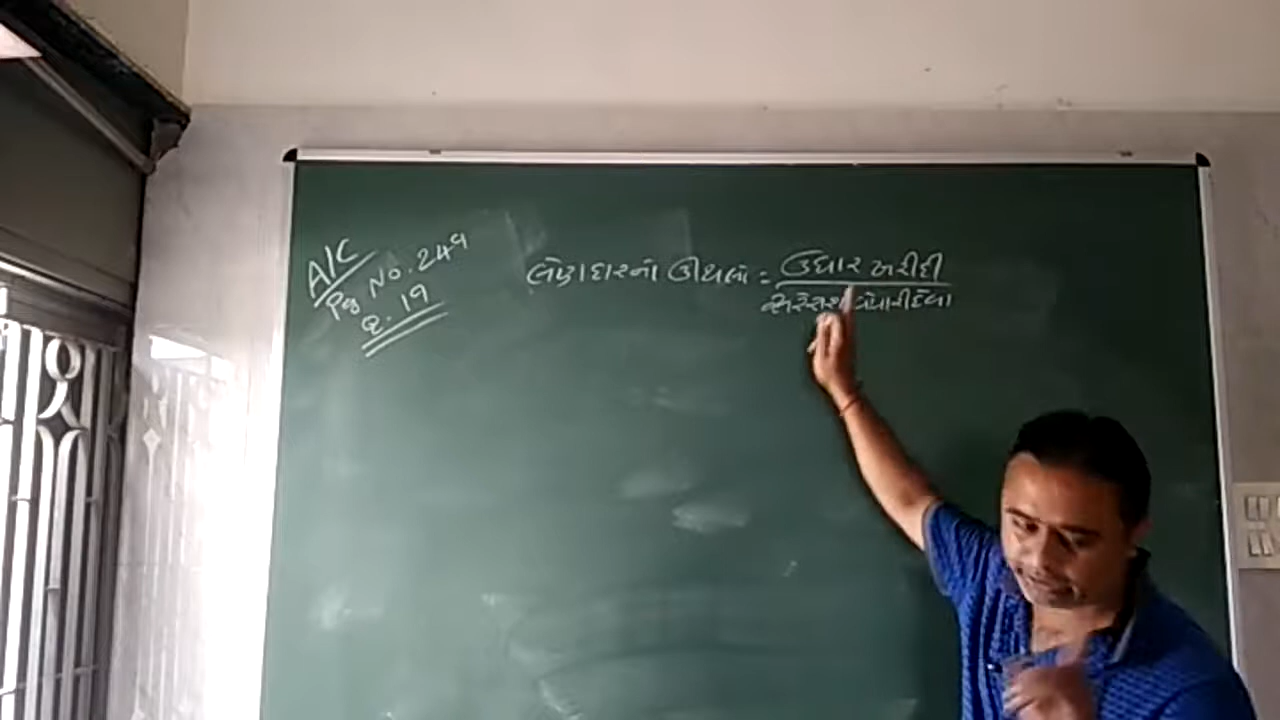 A/C
Pg No. 249
Q. 19
લેણદારનો ઊથલો = ઉધાર ખરીદી
સરેરાશ વેપારીદેવા